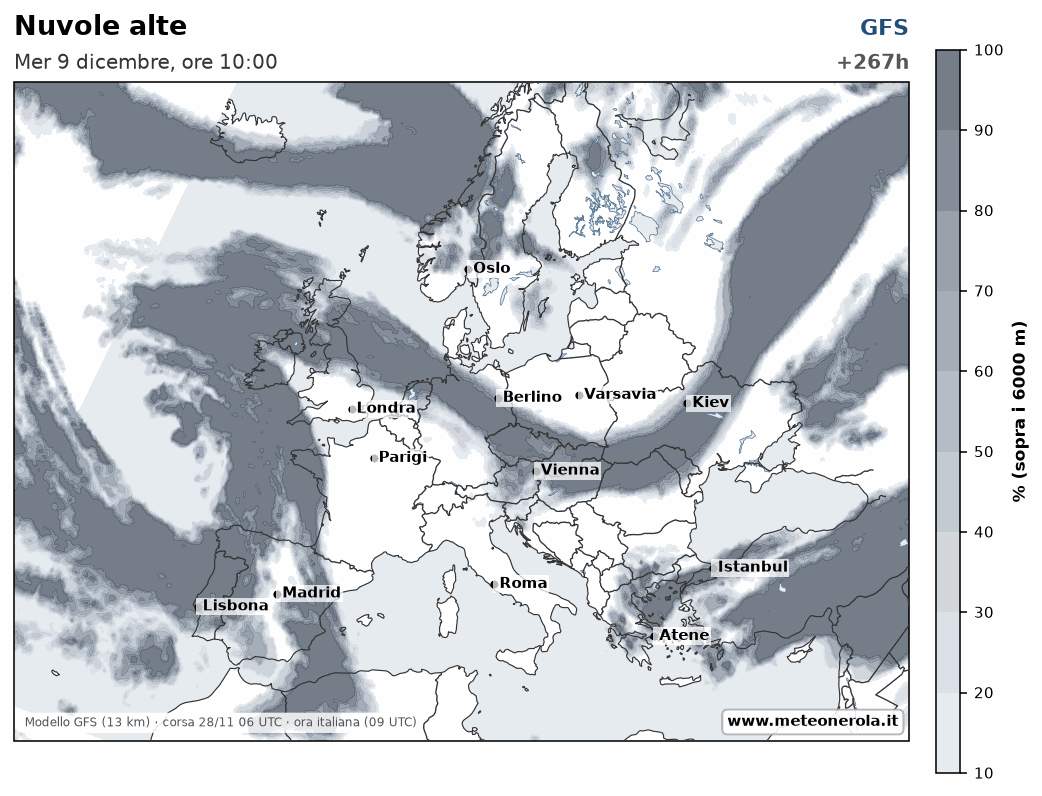 Nuvole alte
GFS
Mer 9 dicembre, ore 10:00
+267h
100
90
80
70
60
50
40
30
20
10
% (sopra i 6000 m)
Oslo
Berlino
Varsavia
Kiev
Londra
Parigi
Vienna
Istanbul
Roma
Madrid
Lisbona
Atene
Modello GFS (13 km) · corsa 28/11 06 UTC · ora italiana (09 UTC)
www.meteonerola.it